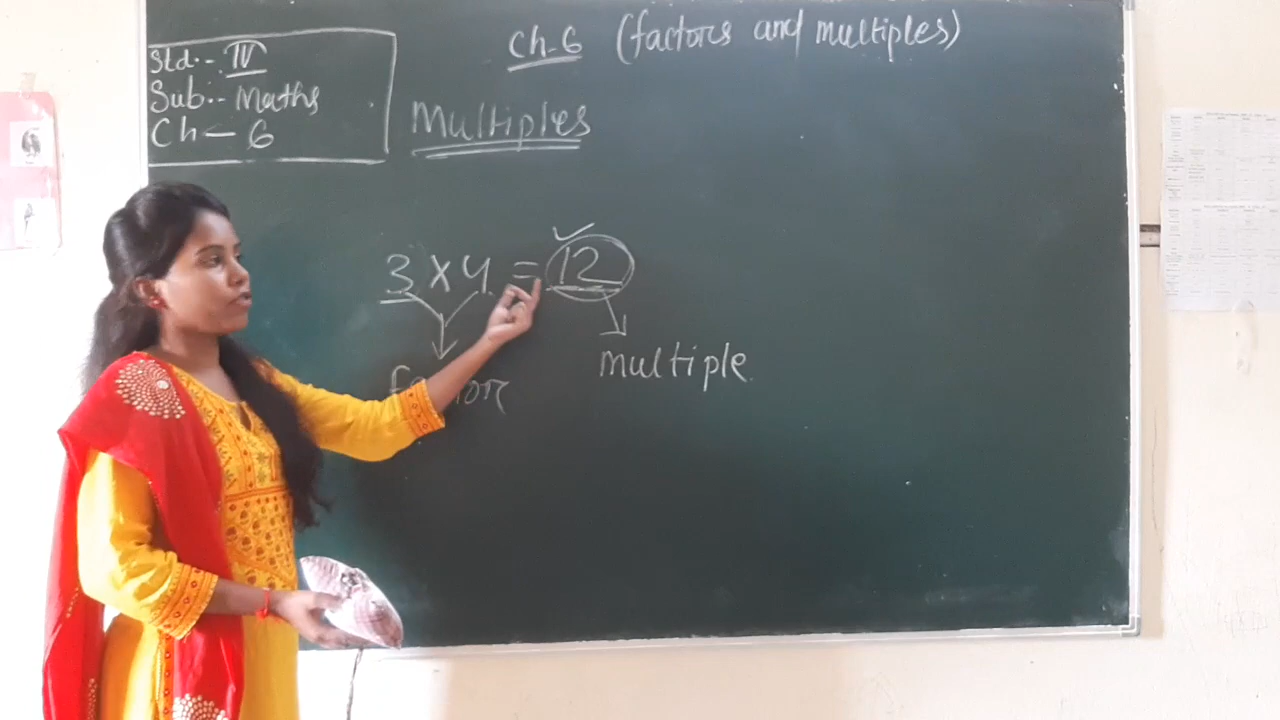 Std.- IV
Sub.- Maths
Ch - 6
Ch-6 (factors and multiples)
Multiples
3 x 4 = 12
factor
multiple